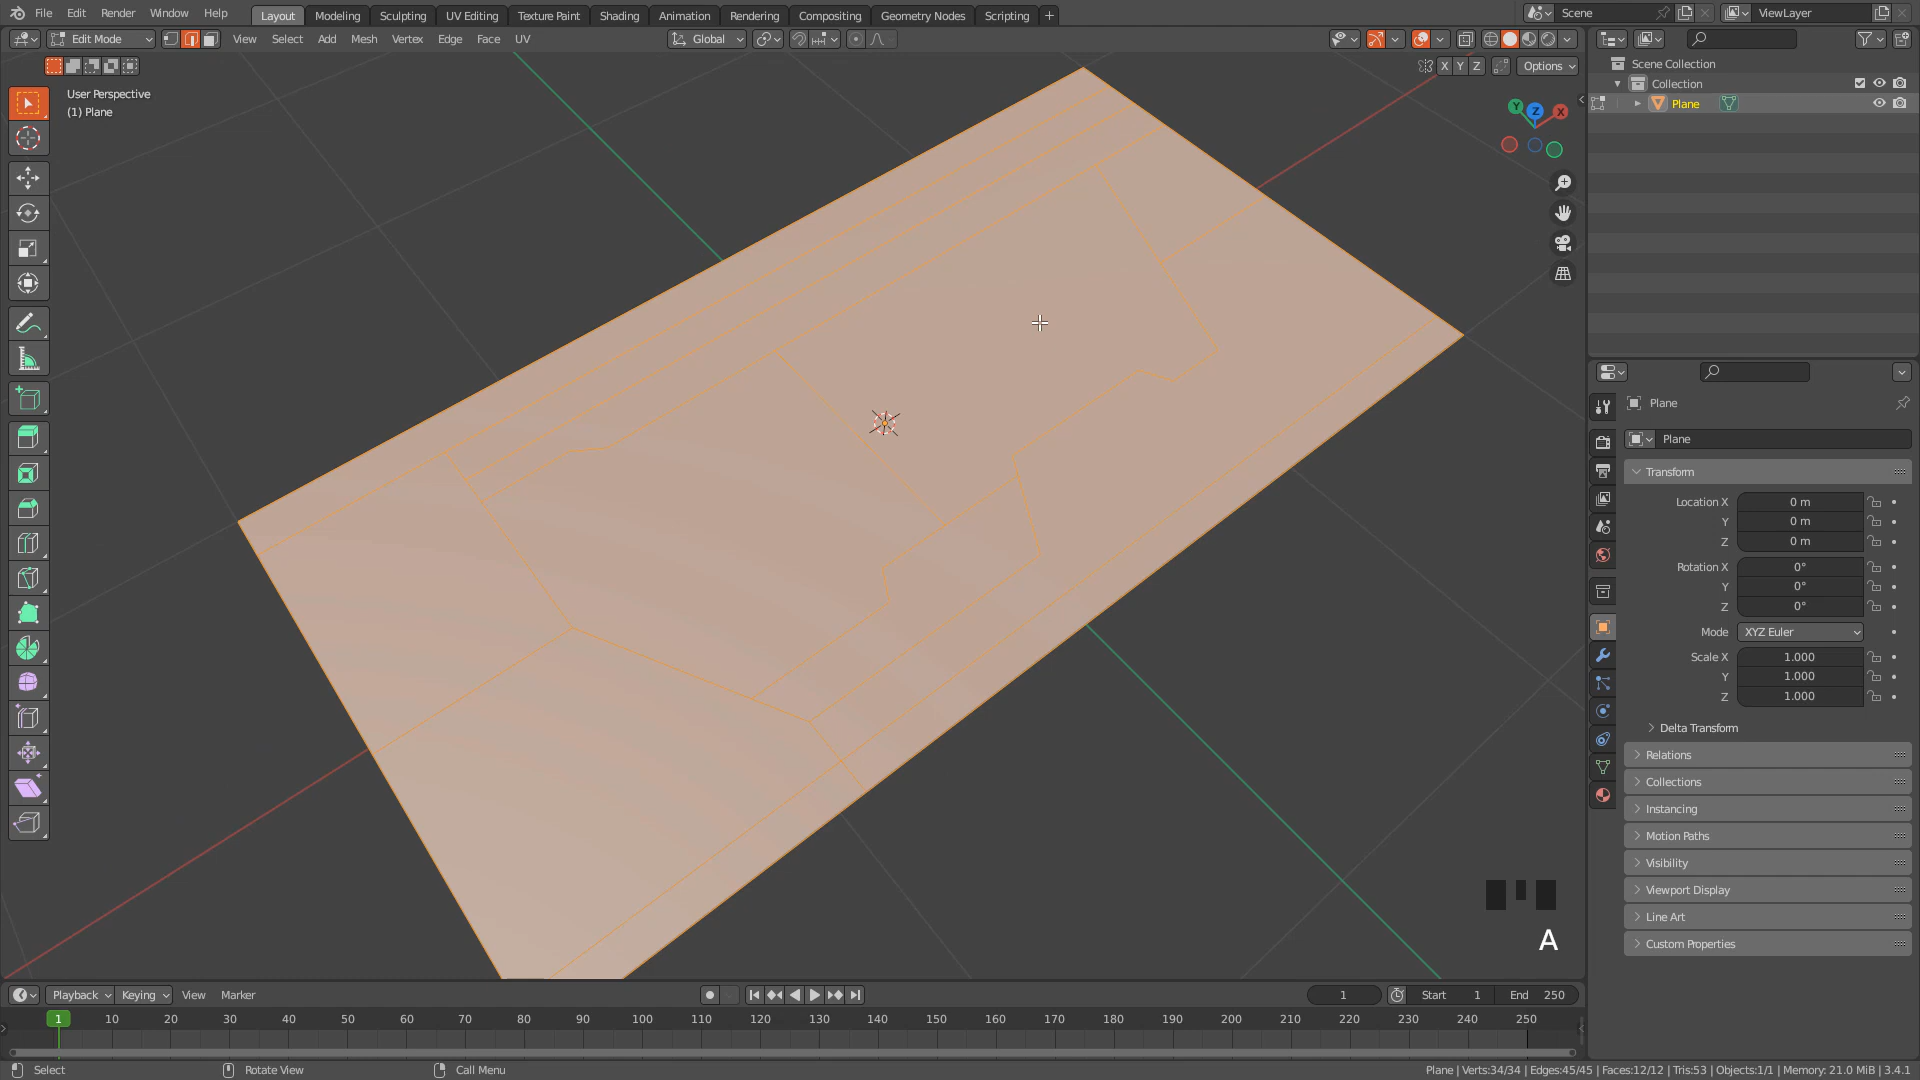 File Edit Render Window Help Layout Modeling Sculpting UV Editing Texture Paint Shading Animation Rendering Compositing Geometry Nodes Scripting + Scene ViewLayer
Edit Mode View Select Add Mesh Vertex Edge Face UV Global
X Y Z Options
User Perspective
(1) Plane
Y Z X
Scene Collection
Collection
Plane
Plane
Plane
Transform
Location X 0 m
Y 0 m
Z 0 m
Rotation X 0°
Y 0°
Z 0°
Mode XYZ Euler
Scale X 1.000
Y 1.000
Z 1.000
Delta Transform
Relations
Collections
Instancing
Motion Paths
Visibility
Viewport Display
Line Art
Custom Properties
A
Playback Keying View Marker 1 Start 1 End 250
1 10 20 30 40 50 60 70 80 90 100 110 120 130 140 150 160 170 180 190 200 210 220 230 240 250
Select Rotate View Call Menu Plane | Verts:34/34 | Edges:45/45 | Faces:12/12 | Tris:53 | Objects:1/1 | Memory: 21.0 MiB | 3.4.1